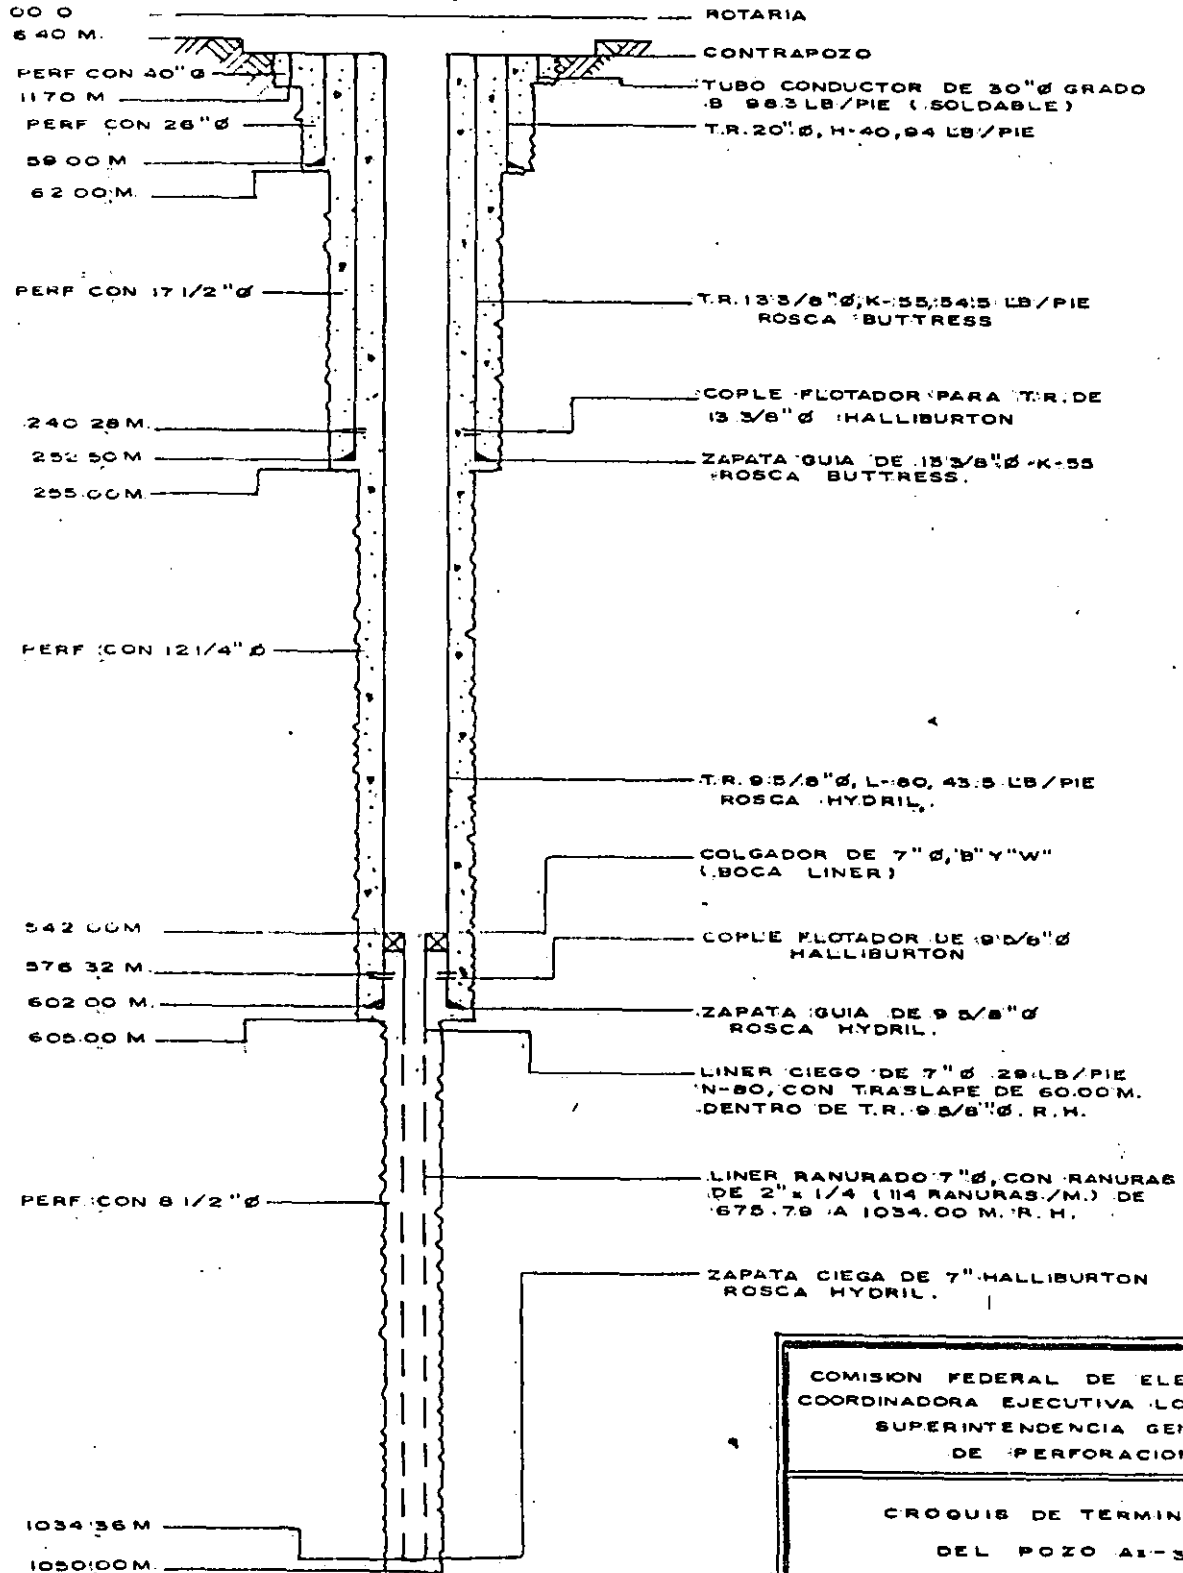 00 0
6 40 M.
PERF CON 40" Ø
11 70 M
PERF CON 26" Ø
59 00 M
62 00 M.
PERF CON 17 1/2" Ø
240 28 M.
252 50 M
255.00 M
PERF CON 12 1/4" Ø
542 00 M
576 32 M.
602 00 M.
605.00 M
PERF CON 8 1/2" Ø
1034 36 M
1050.00 M
ROTARIA
CONTRAPOZO
TUBO CONDUCTOR DE 30"Ø GRADO
B 98.3 LB/PIE (SOLDABLE)
T.R. 20" Ø, H-40, 94 LB/PIE
T.R. 13 3/8" Ø, K-55, 54.5 LB/PIE
ROSCA BUTTRESS
COPLE FLOTADOR PARA T.R. DE
13 3/8" Ø HALLIBURTON
ZAPATA GUIA DE 13 3/8" Ø K-55
ROSCA BUTTRESS.
T.R. 9 5/8" Ø, L-80, 43.5 LB/PIE
ROSCA HYDRIL.
COLGADOR DE 7" Ø, "B" Y "W"
(BOCA LINER)
COPLE FLOTADOR DE 9 5/8" Ø
HALLIBURTON
ZAPATA GUIA DE 9 5/8" Ø
ROSCA HYDRIL.
LINER CIEGO DE 7" Ø 29 LB/PIE
N-80, CON TRASLAPE DE 60.00 M.
DENTRO DE T.R. 9 5/8" Ø. R.H.
LINER RANURADO 7" Ø, CON RANURAS
DE 2" x 1/4 (114 RANURAS/M.) DE
675.79 A 1034.00 M. R.H.
ZAPATA CIEGA DE 7" HALLIBURTON
ROSCA HYDRIL.
COMISION FEDERAL DE ELE
COORDINADORA EJECUTIVA LO
SUPERINTENDENCIA GEN
DE PERFORACION
CROQUIS DE TERMIN
DEL POZO AZ-3